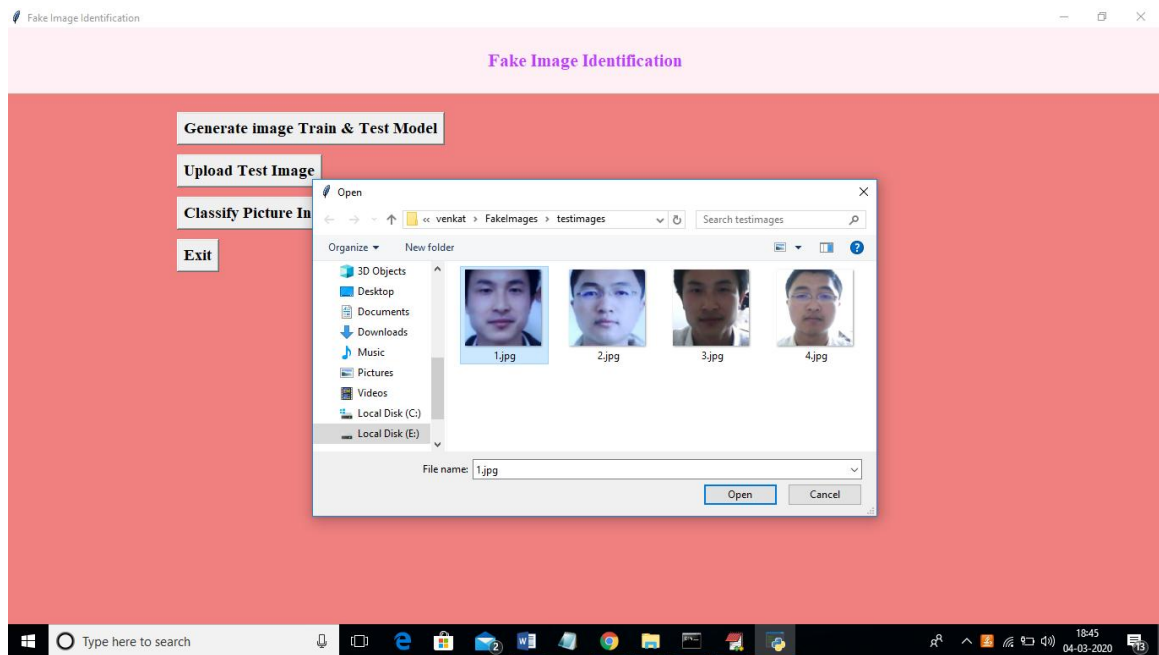 Fake Image Identification
Fake Image Identification
Generate image Train & Test Model
Upload Test Image
Classify Picture In
Exit
Open
« venkat > FakeImages > testimages
Search testimages
Organize
New folder
3D Objects
Desktop
Documents
Downloads
Music
Pictures
Videos
Local Disk (C:)
Local Disk (E:)
1.jpg
2.jpg
3.jpg
4.jpg
File name: 1.jpg
Open
Cancel
Type here to search
2
18:45
04-03-2020
13